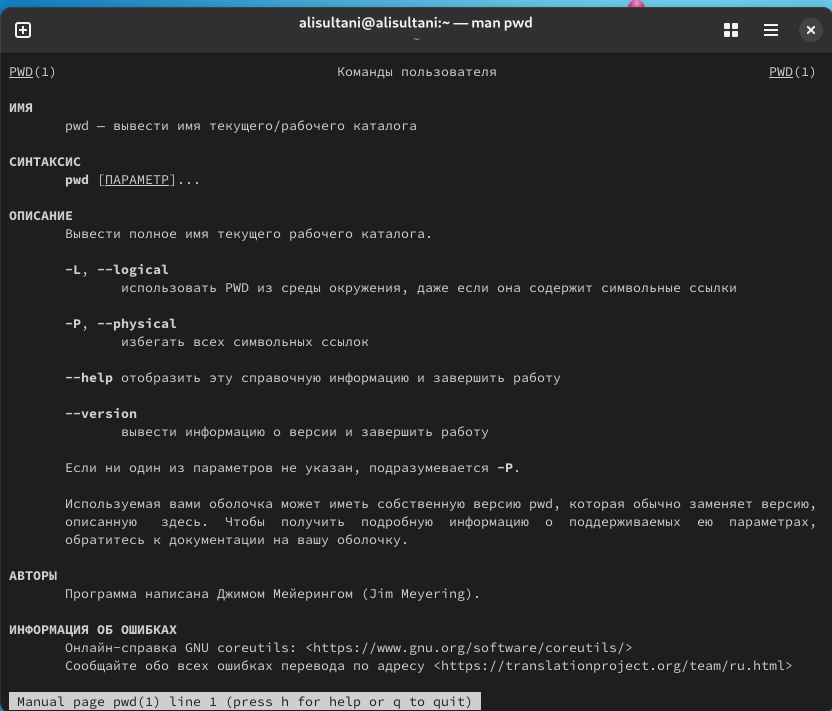 alisultani@alisultani:~ — man pwd
~
PWD(1) Команды пользователя PWD(1)
ИМЯ
pwd — вывести имя текущего/рабочего каталога
СИНТАКСИС
pwd [ПАРАМЕТР]...
ОПИСАНИЕ
Вывести полное имя текущего рабочего каталога.
-L, --logical
использовать PWD из среды окружения, даже если она содержит символьные ссылки
-P, --physical
избегать всех символьных ссылок
--help отобразить эту справочную информацию и завершить работу
--version
вывести информацию о версии и завершить работу
Если ни один из параметров не указан, подразумевается -P.
Используемая вами оболочка может иметь собственную версию pwd, которая обычно заменяет версию,
описанную здесь. Чтобы получить подробную информацию о поддерживаемых ею параметрах,
обратитесь к документации на вашу оболочку.
АВТОРЫ
Программа написана Джимом Мейерингом (Jim Meyering).
ИНФОРМАЦИЯ ОБ ОШИБКАХ
Онлайн-справка GNU coreutils: <https://www.gnu.org/software/coreutils/>
Сообщайте обо всех ошибках перевода по адресу <https://translationproject.org/team/ru.html>
Manual page pwd(1) line 1 (press h for help or q to quit)